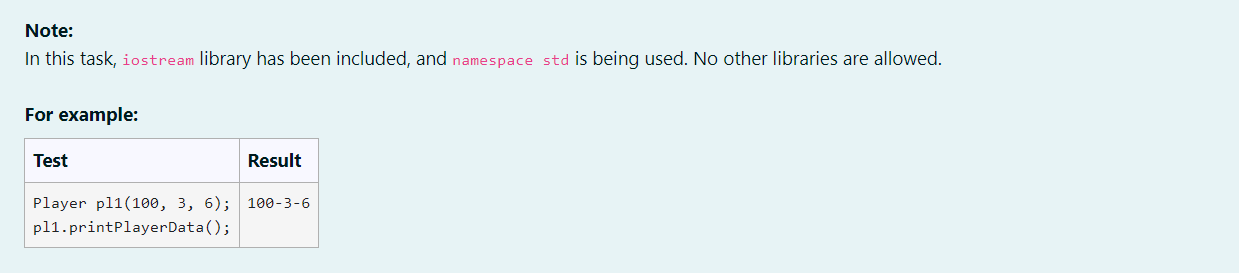 Note:
In this task, iostream library has been included, and namespace std is being used. No other libraries are allowed.
For example:
Test Result
Player pl1(100, 3, 6); 100-3-6
pl1.printPlayerData();